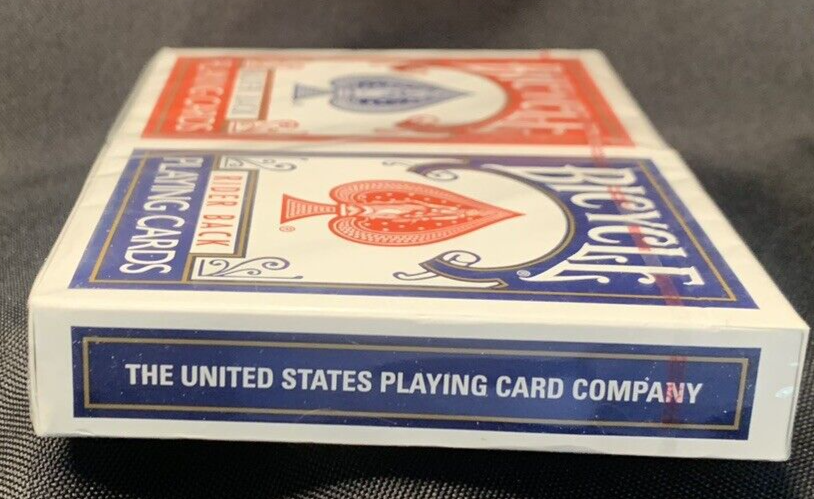 BICYCLE
RIDER BACK
PLAYING CARDS
BICYCLE®
®
RIDER BACK
PLAYING CARDS
THE UNITED STATES PLAYING CARD COMPANY